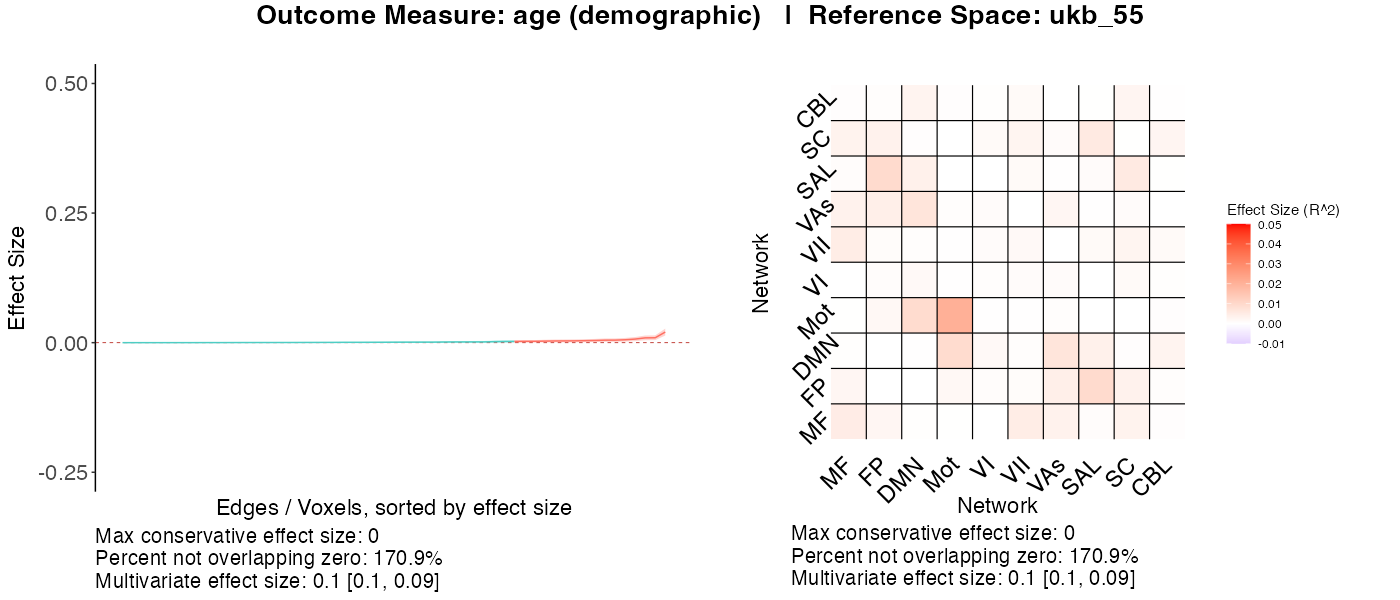 Outcome Measure: age (demographic) | Reference Space: ukb_55
0.50
0.25
0.00
-0.25
Effect Size
Edges / Voxels, sorted by effect size
Max conservative effect size: 0
Percent not overlapping zero: 170.9%
Multivariate effect size: 0.1 [0.1, 0.09]
Network
CBL
SC
SAL
VAs
VII
VI
Mot
DMN
FP
MF
MF FP DMN Mot VI VII VAs SAL SC CBL
Network
Max conservative effect size: 0
Percent not overlapping zero: 170.9%
Multivariate effect size: 0.1 [0.1, 0.09]
Effect Size (R^2)
0.05
0.04
0.03
0.02
0.01
0.00
-0.01